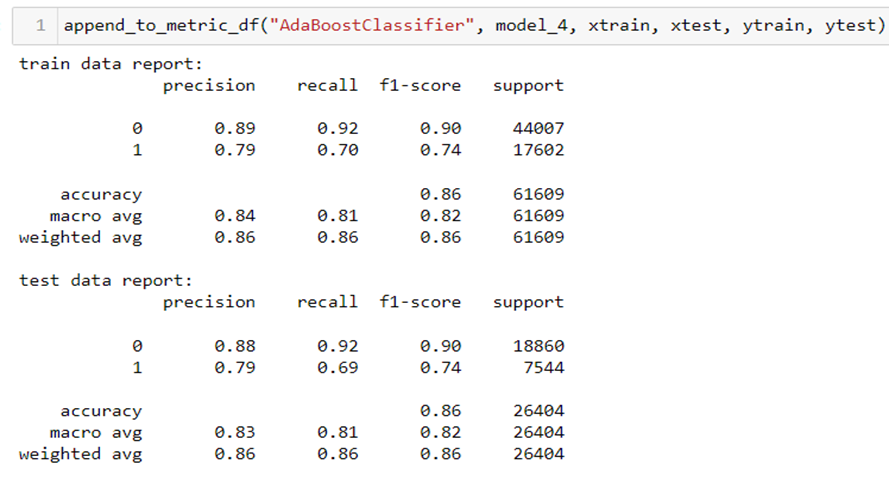 1 append_to_metric_df("AdaBoostClassifier", model_4, xtrain, xtest, ytrain, ytest)
train data report:
precision recall f1-score support
0 0.89 0.92 0.90 44007
1 0.79 0.70 0.74 17602
accuracy 0.86 61609
macro avg 0.84 0.81 0.82 61609
weighted avg 0.86 0.86 0.86 61609
test data report:
precision recall f1-score support
0 0.88 0.92 0.90 18860
1 0.79 0.69 0.74 7544
accuracy 0.86 26404
macro avg 0.83 0.81 0.82 26404
weighted avg 0.86 0.86 0.86 26404